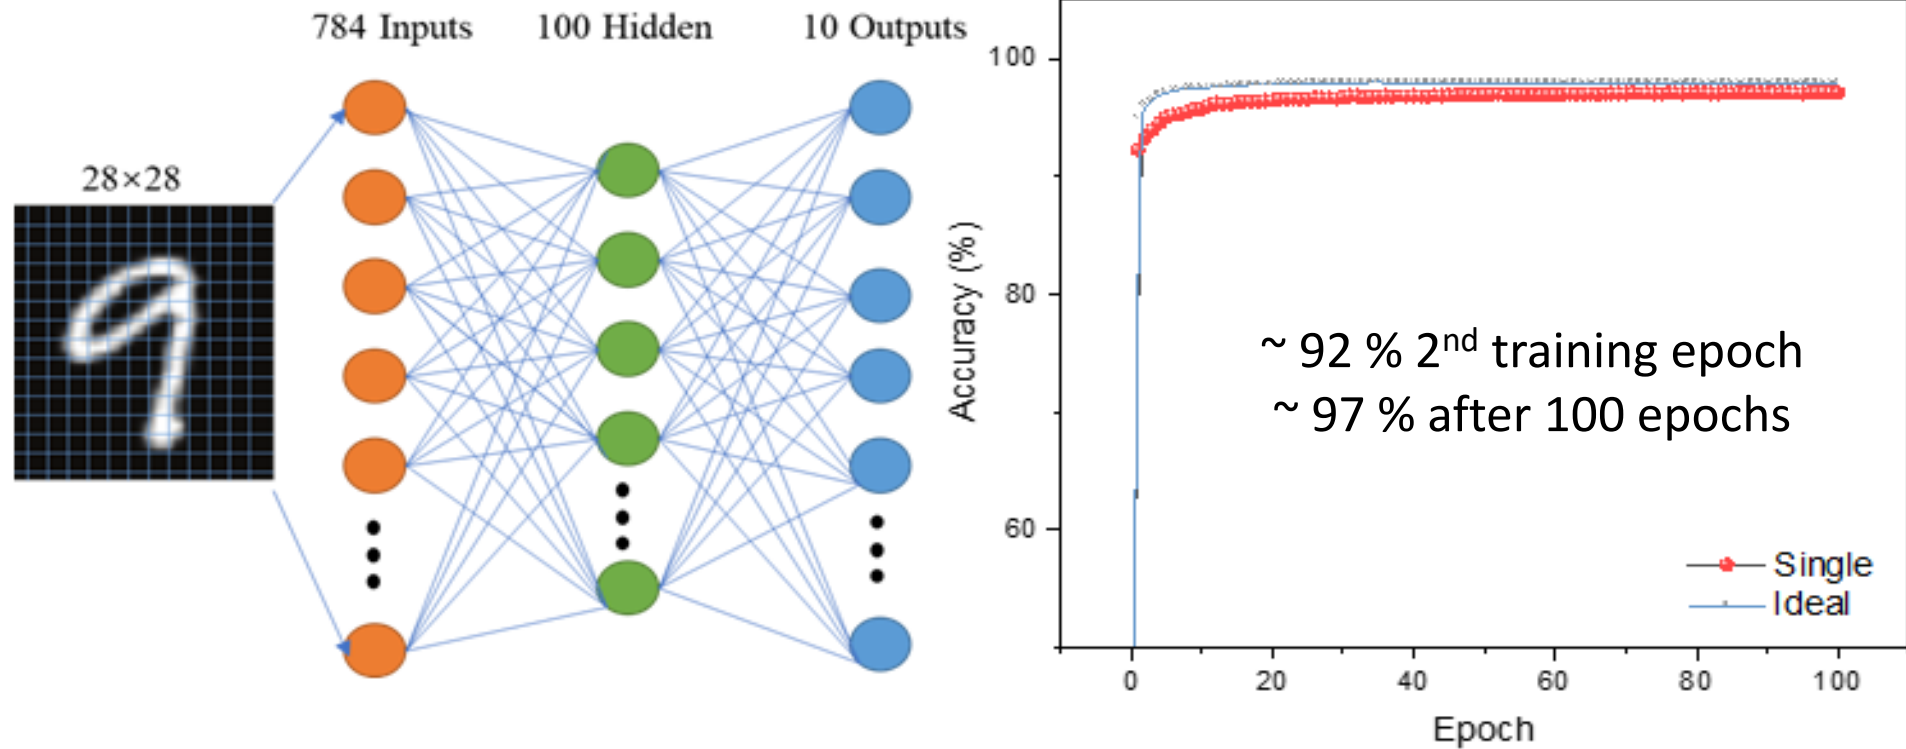 784 Inputs
100 Hidden
10 Outputs
28×28
Accuracy (%)
100
80
60
~ 92 % 2nd training epoch
~ 97 % after 100 epochs
Single
Ideal
0 20 40 60 80 100
Epoch